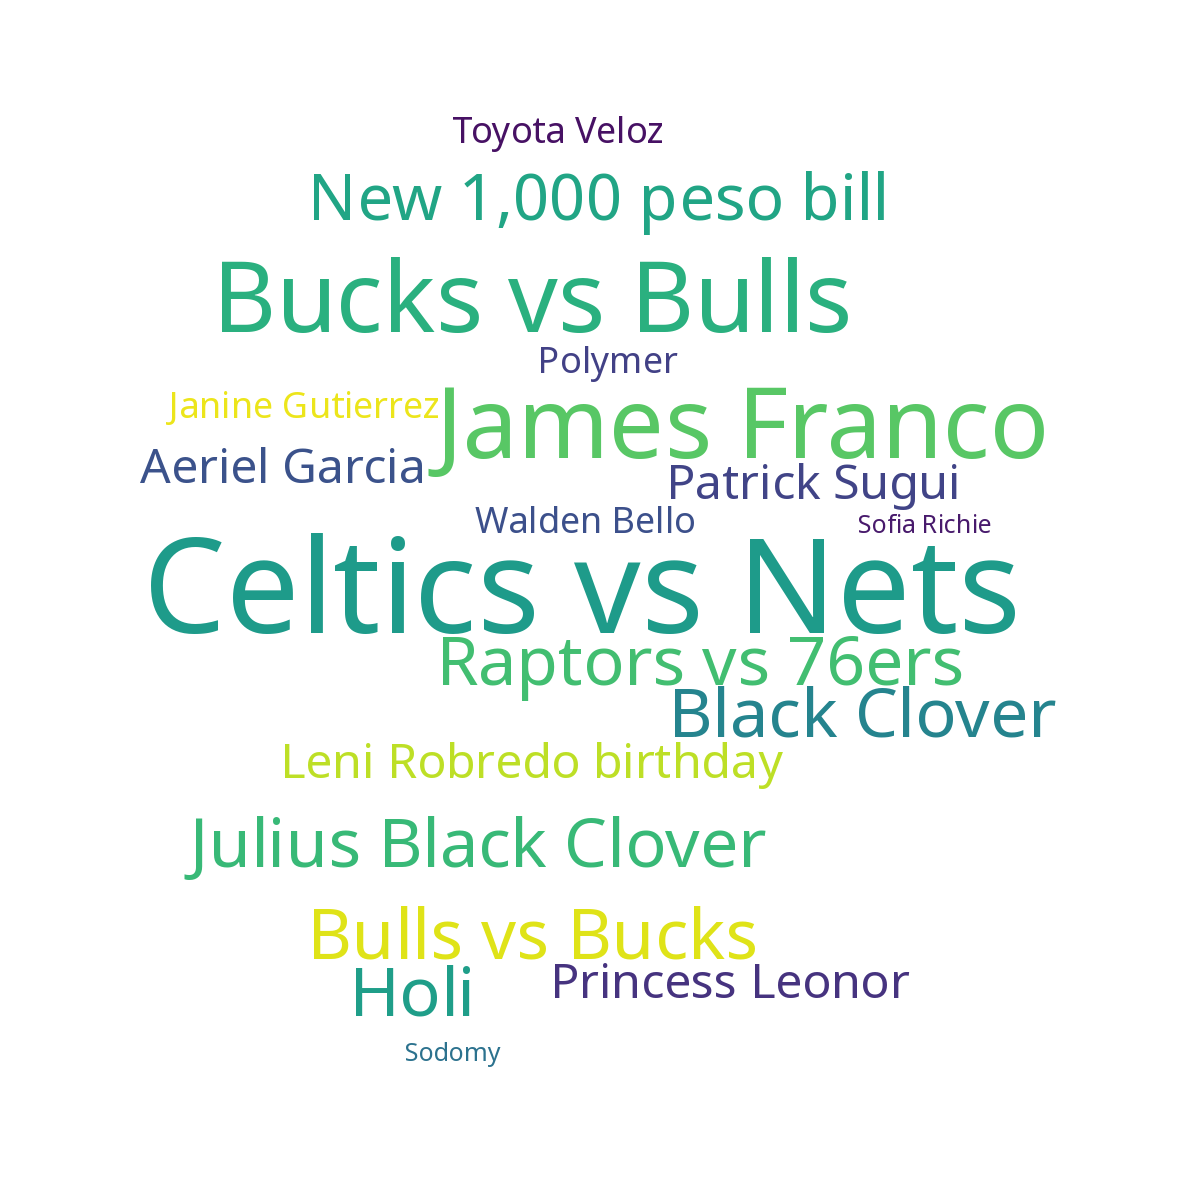 Toyota Veloz
New 1,000 peso bill
Bucks vs Bulls
Polymer
Janine Gutierrez
James Franco
Aeriel Garcia
Patrick Sugui
Walden Bello
Sofia Richie
Celtics vs Nets
Raptors vs 76ers
Black Clover
Leni Robredo birthday
Julius Black Clover
Bulls vs Bucks
Holi
Princess Leonor
Sodomy